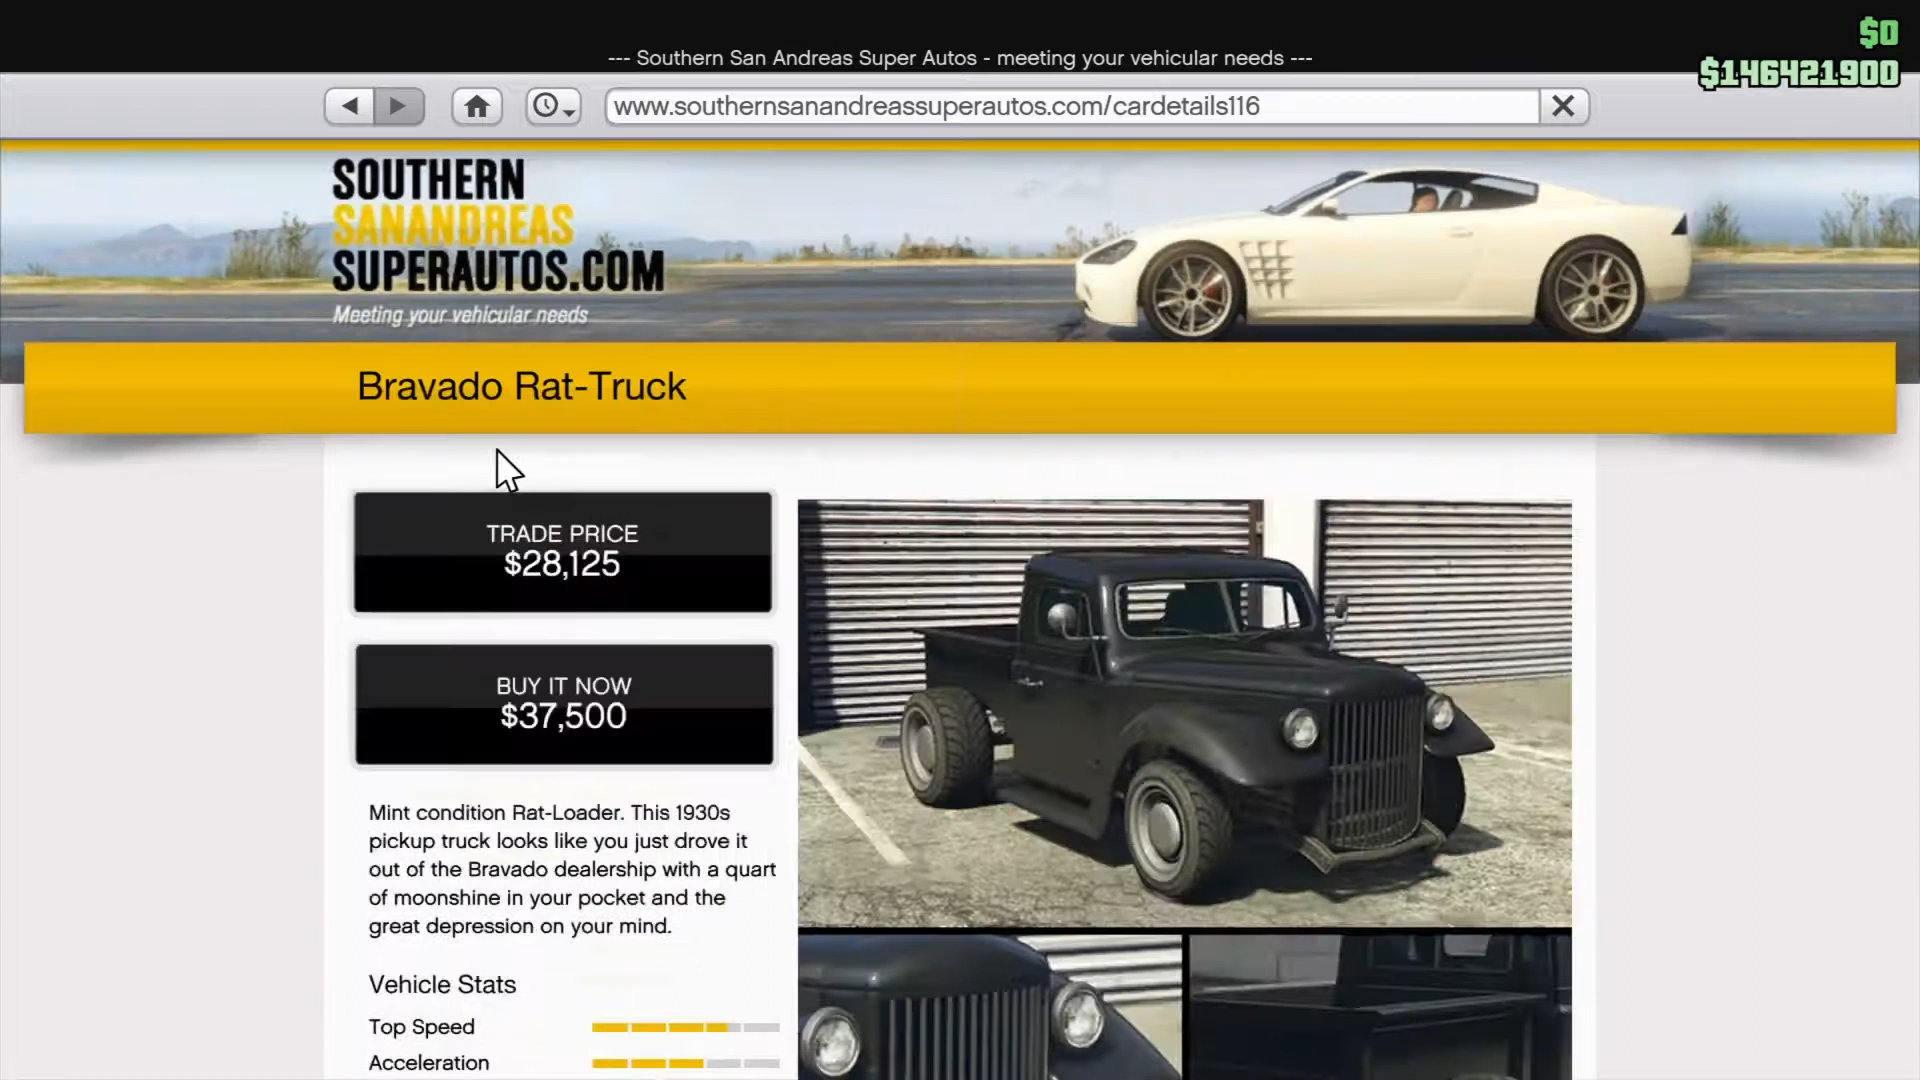 $0
$146421900
--- Southern San Andreas Super Autos - meeting your vehicular needs ---
www.southernsanandreassuperautos.com/cardetails116
SOUTHERN
SANANDREAS
SUPERAUTOS.COM
Meeting your vehicular needs
Bravado Rat-Truck
TRADE PRICE
$28,125
BUY IT NOW
$37,500
Mint condition Rat-Loader. This 1930s
pickup truck looks like you just drove it
out of the Bravado dealership with a quart
of moonshine in your pocket and the
great depression on your mind.
Vehicle Stats
Top Speed
Acceleration